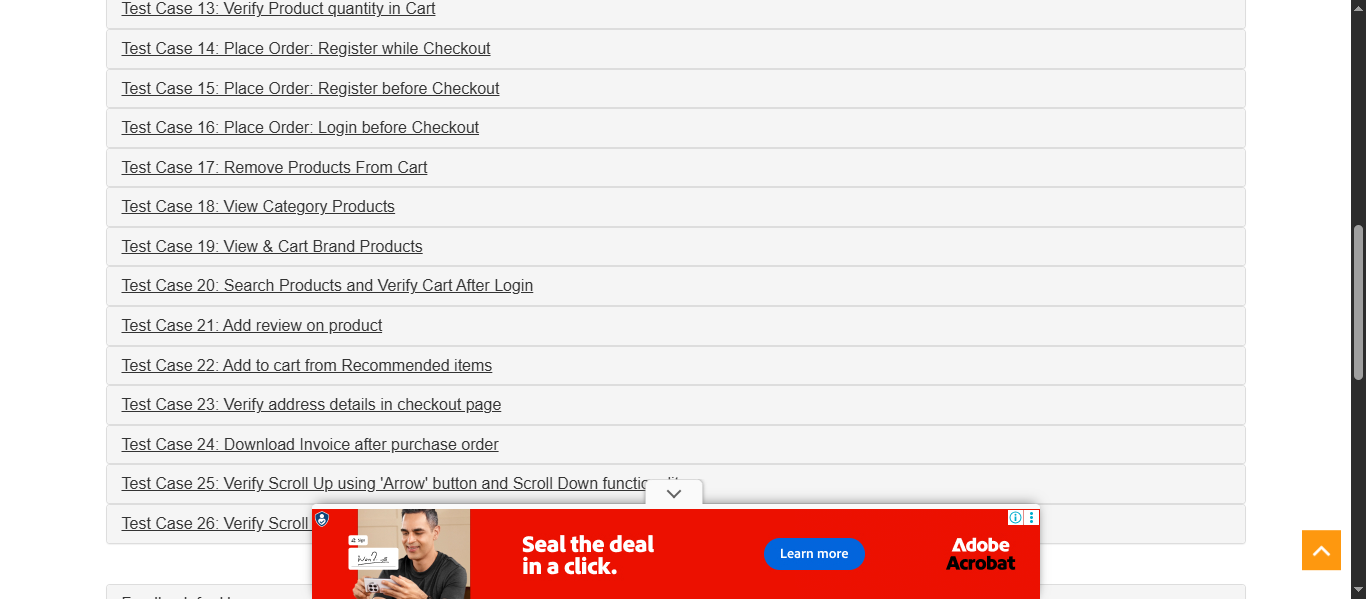 Test Case 13: Verify Product quantity in Cart
Test Case 14: Place Order: Register while Checkout
Test Case 15: Place Order: Register before Checkout
Test Case 16: Place Order: Login before Checkout
Test Case 17: Remove Products From Cart
Test Case 18: View Category Products
Test Case 19: View & Cart Brand Products
Test Case 20: Search Products and Verify Cart After Login
Test Case 21: Add review on product
Test Case 22: Add to cart from Recommended items
Test Case 23: Verify address details in checkout page
Test Case 24: Download Invoice after purchase order
Test Case 25: Verify Scroll Up using 'Arrow' button and Scroll Down
Test Case 26: Verify Scroll
Seal the deal
in a click.
Learn more
Adobe
Acrobat